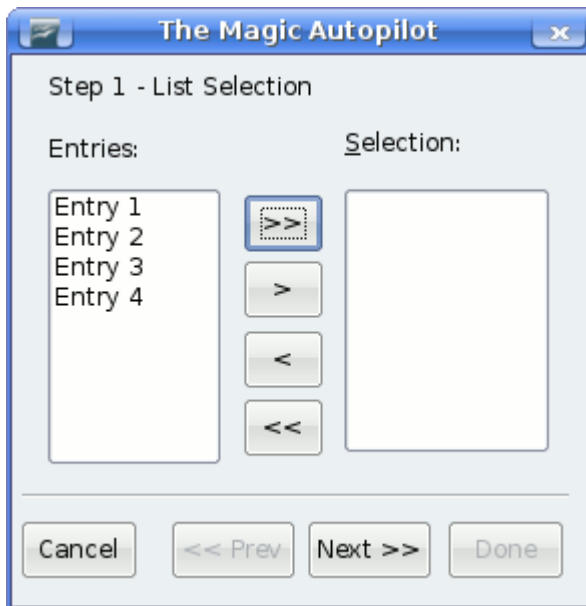 The Magic Autopilot
Step 1 - List Selection
Entries:
Selection:
Entry 1
Entry 2
Entry 3
Entry 4
>>
>
<
<<
Cancel
<< Prev
Next >>
Done